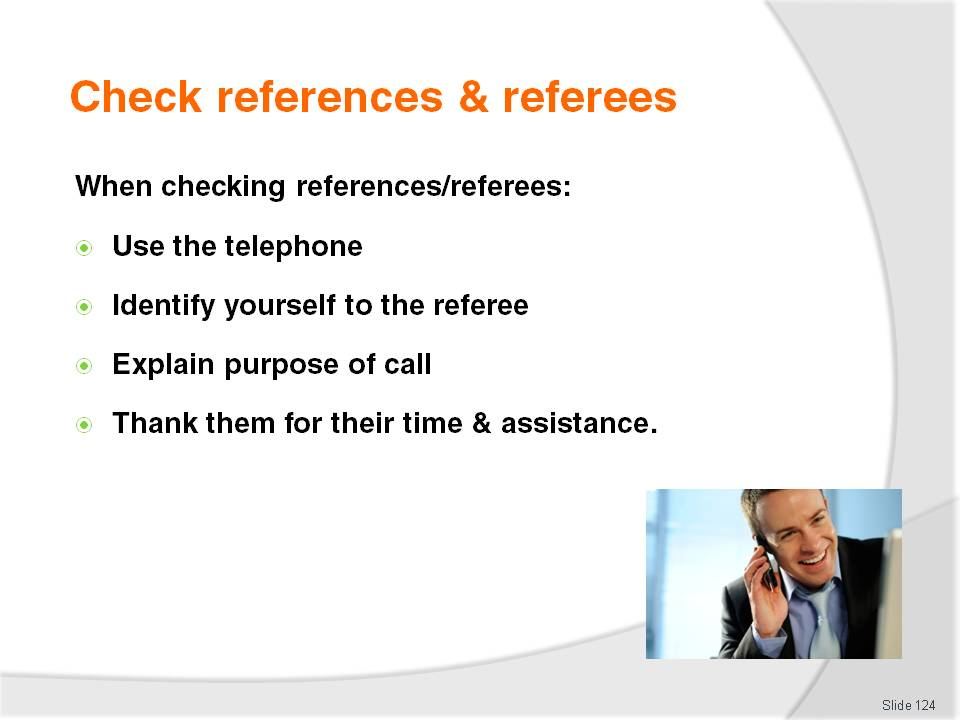 Check references & referees
When checking references/referees:
Use the telephone
Identify yourself to the referee
Explain purpose of call
Thank them for their time & assistance.
Slide 124